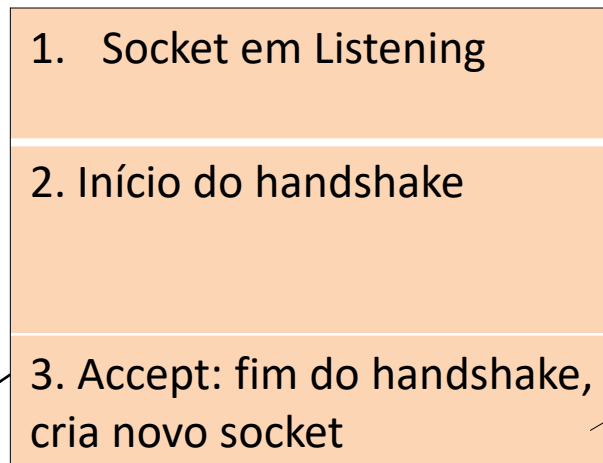 1. Socket em Listening
2. Início do handshake
3. Accept: fim do handshake,
cria novo socket